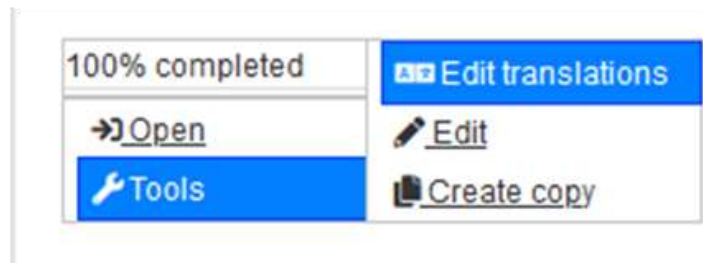 100% completed
Open
Tools
Edit translations
Edit
Create copy